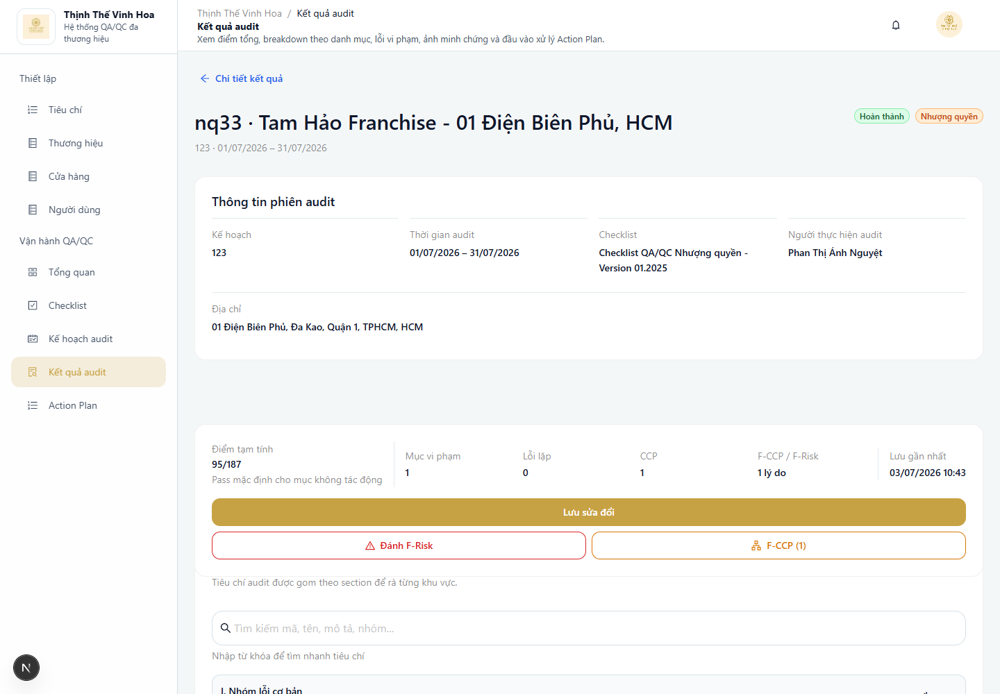 Thịnh Thế Vinh Hoa
Hệ thống QA/QC đa
thương hiệu
Thịnh Thế Vinh Hoa / Kết quả audit
Kết quả audit
Xem điểm tổng, breakdown theo danh mục, lỗi vi phạm, ảnh minh chứng và đầu vào xử lý Action Plan.
Thiết lập
Tiêu chí
Thương hiệu
Cửa hàng
Người dùng
Vận hành QA/QC
Tổng quan
Checklist
Kế hoạch audit
Kết quả audit
Action Plan
Chi tiết kết quả
nq33 · Tam Hảo Franchise - 01 Điện Biên Phủ, HCM
Hoàn thành
Nhượng quyền
123 · 01/07/2026 – 31/07/2026
Thông tin phiên audit
Kế hoạch
123
Thời gian audit
01/07/2026 – 31/07/2026
Checklist
Checklist QA/QC Nhượng quyền -
Version 01.2025
Người thực hiện audit
Phan Thị Ánh Nguyệt
Địa chỉ
01 Điện Biên Phủ, Đa Kao, Quận 1, TPHCM, HCM
Điểm tạm tính
95/187
Pass mặc định cho mục không tác động
Mục vi phạm
1
Lỗi lặp
0
CCP
1
F-CCP / F-Risk
1 lý do
Lưu gần nhất
03/07/2026 10:43
Lưu sửa đổi
Đánh F-Risk
F-CCP (1)
Tiêu chí audit được gom theo section để rà từng khu vực.
Tìm kiếm mã, tên, mô tả, nhóm...
Nhập từ khóa để tìm nhanh tiêu chí
I. Nhóm lỗi cơ bản
N